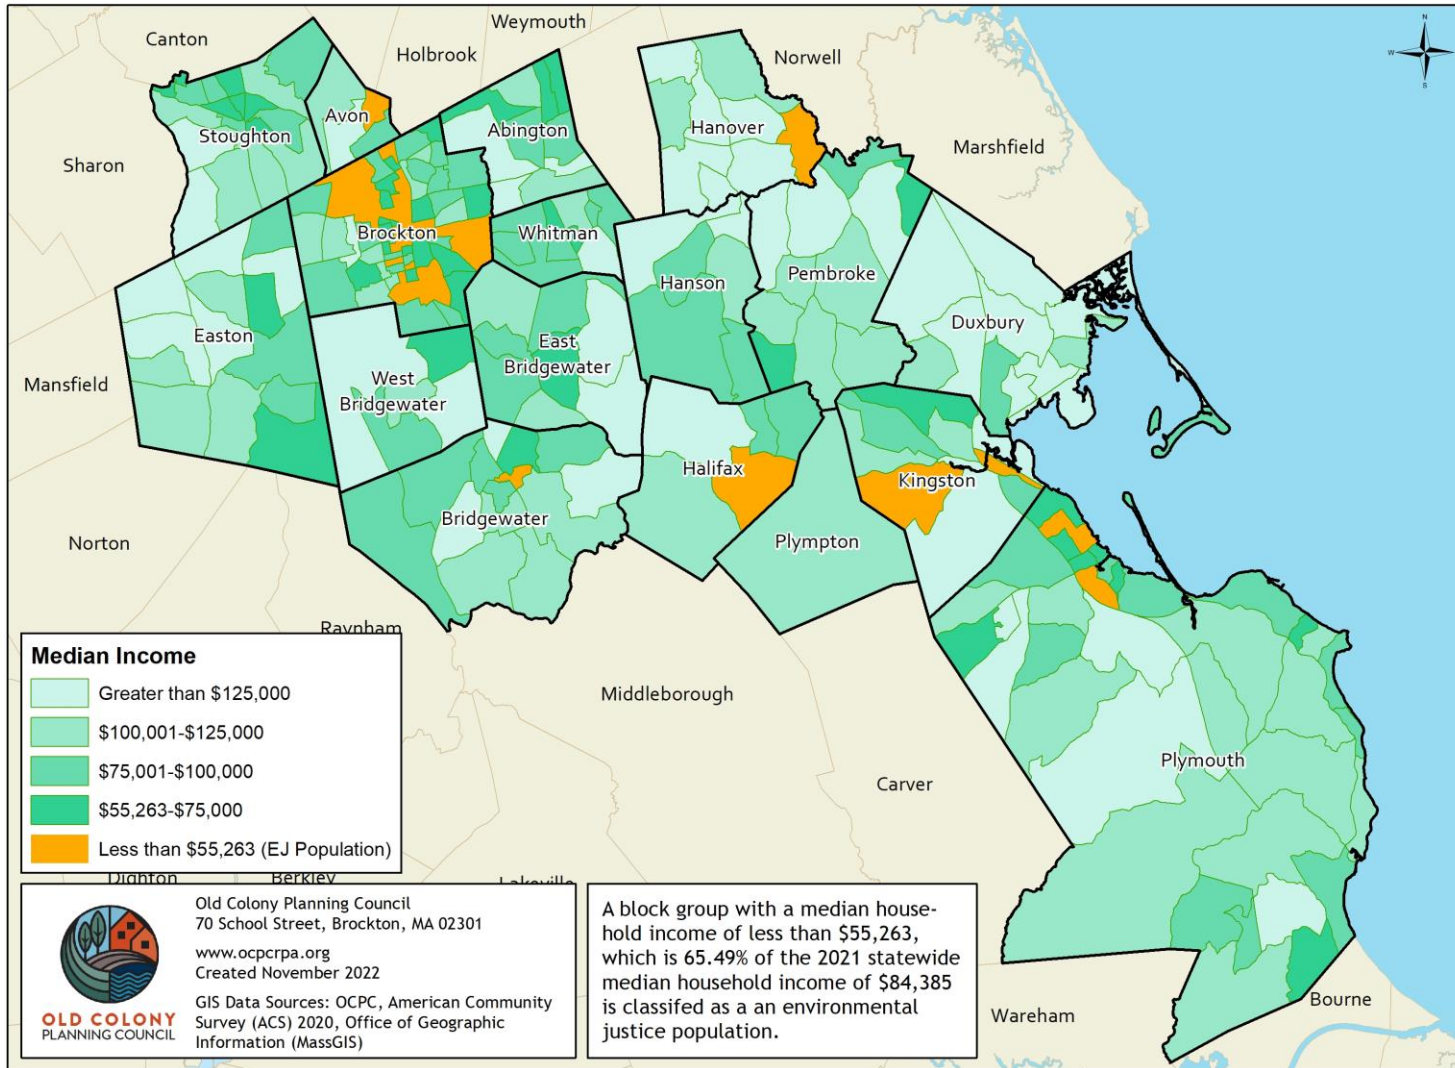 Weymouth
Canton
Holbrook
Norwell
N
W
E
S
Stoughton
Avon
Abington
Hanover
Marshfield
Sharon
Brockton
Whitman
Hanson
Pembroke
Duxbury
Easton
East
Bridgewater
Mansfield
West
Bridgewater
Halifax
Kingston
Bridgewater
Plympton
Norton
Raynham
Middleborough
Plymouth
Carver
Median Income
Greater than $125,000
$100,001-$125,000
$75,001-$100,000
$55,263-$75,000
Less than $55,263 (EJ Population)
Dighton
Berkley
Lakeville
OLD COLONY
PLANNING COUNCIL
Old Colony Planning Council
70 School Street, Brockton, MA 02301
www.ocpcrpa.org
Created November 2022
GIS Data Sources: OCPC, American Community
Survey (ACS) 2020, Office of Geographic
Information (MassGIS)
A block group with a median house-
hold income of less than $55,263,
which is 65.49% of the 2021 statewide
median household income of $84,385
is classifed as a an environmental
justice population.
Wareham
Bourne